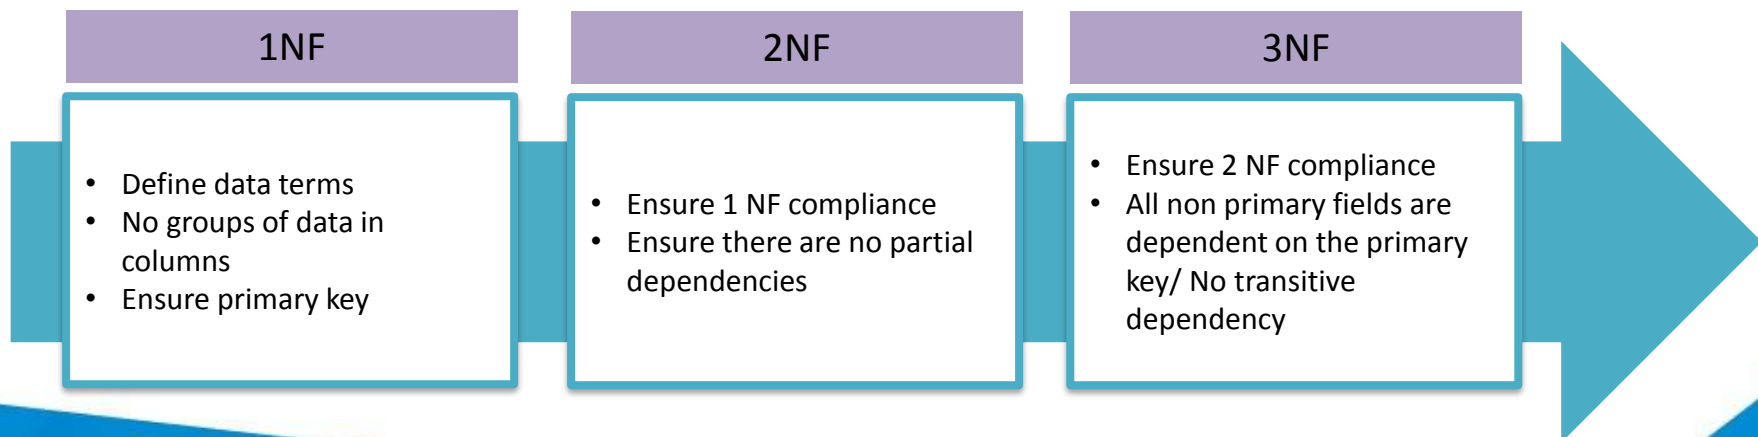 1NF
• Define data terms
• No groups of data in
columns
• Ensure primary key
2NF
• Ensure 1 NF compliance
• Ensure there are no partial
dependencies
3NF
• Ensure 2 NF compliance
• All non primary fields are
dependent on the primary
key/ No transitive
dependency